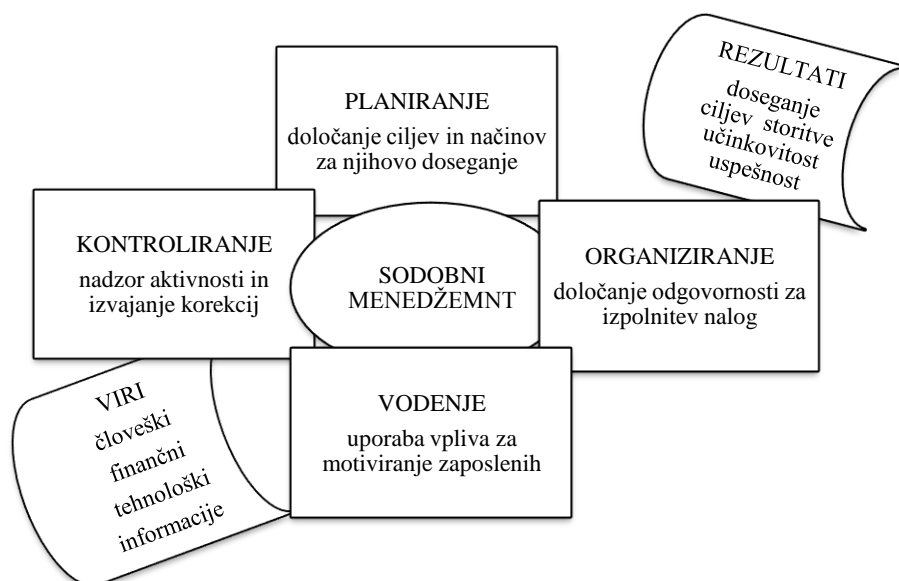 PLANIRANJE
določanje ciljev in načinov
za njihovo doseganje
REZULTATI
doseganje
ciljev storitve
učinkovitost
uspešnost
KONTROLIRANJE
nadzor aktivnosti in
izvajanje korekcij
SODOBNI
MENEDŽEMNT
ORGANIZIRANJE
določanje odgovornosti za
izpolnitev nalog
VIRI
človeški
finančni
tehnološki
informacije
VODENJE
uporaba vpliva za
motiviranje zaposlenih